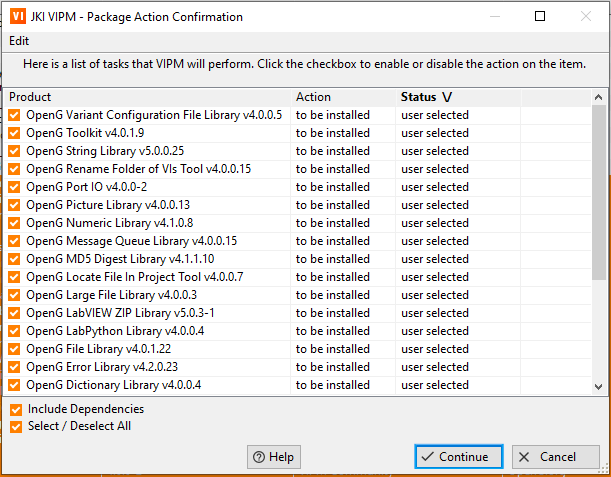 VI JKI VIPM - Package Action Confirmation
Edit
Here is a list of tasks that VIPM will perform. Click the checkbox to enable or disable the action on the item.
Product Action Status
OpenG Variant Configuration File Library v4.0.0.5 to be installed user selected
OpenG Toolkit v4.0.1.9 to be installed user selected
OpenG String Library v5.0.0.25 to be installed user selected
OpenG Rename Folder of VIs Tool v4.0.0.15 to be installed user selected
OpenG Port IO v4.0.0-2 to be installed user selected
OpenG Picture Library v4.0.0.13 to be installed user selected
OpenG Numeric Library v4.1.0.8 to be installed user selected
OpenG Message Queue Library v4.0.0.15 to be installed user selected
OpenG MD5 Digest Library v4.1.1.10 to be installed user selected
OpenG Locate File In Project Tool v4.0.0.7 to be installed user selected
OpenG Large File Library v4.0.0.3 to be installed user selected
OpenG LabVIEW ZIP Library v5.0.3-1 to be installed user selected
OpenG LabPython Library v4.0.0.4 to be installed user selected
OpenG File Library v4.0.1.22 to be installed user selected
OpenG Error Library v4.2.0.23 to be installed user selected
OpenG Dictionary Library v4.0.0.4 to be installed user selected
Include Dependencies
Select / Deselect All
Help Continue Cancel